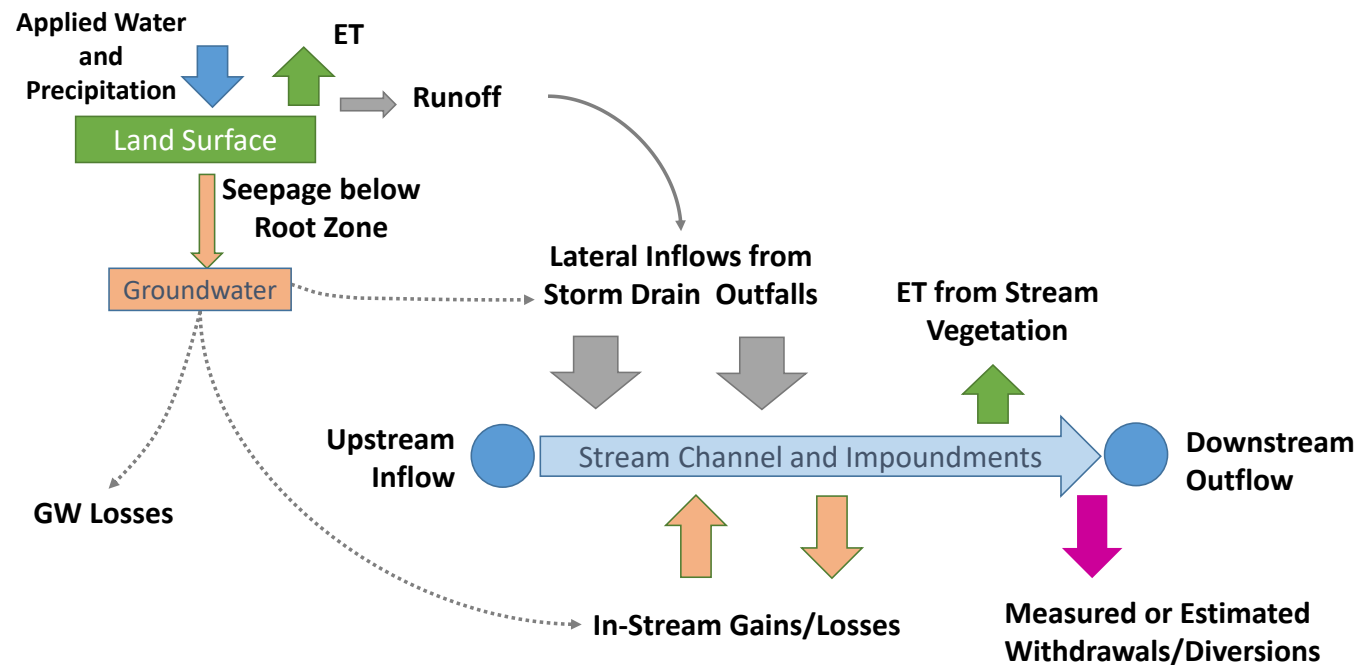 Applied Water
and
Precipitation
ET
Runoff
Land Surface
Seepage below
Root Zone
Groundwater
Lateral Inflows from
Storm Drain  Outfalls
ET from Stream
Vegetation
Upstream
Inflow
Stream Channel and Impoundments
Downstream
Outflow
GW Losses
In-Stream Gains/Losses
Measured or Estimated
Withdrawals/Diversions